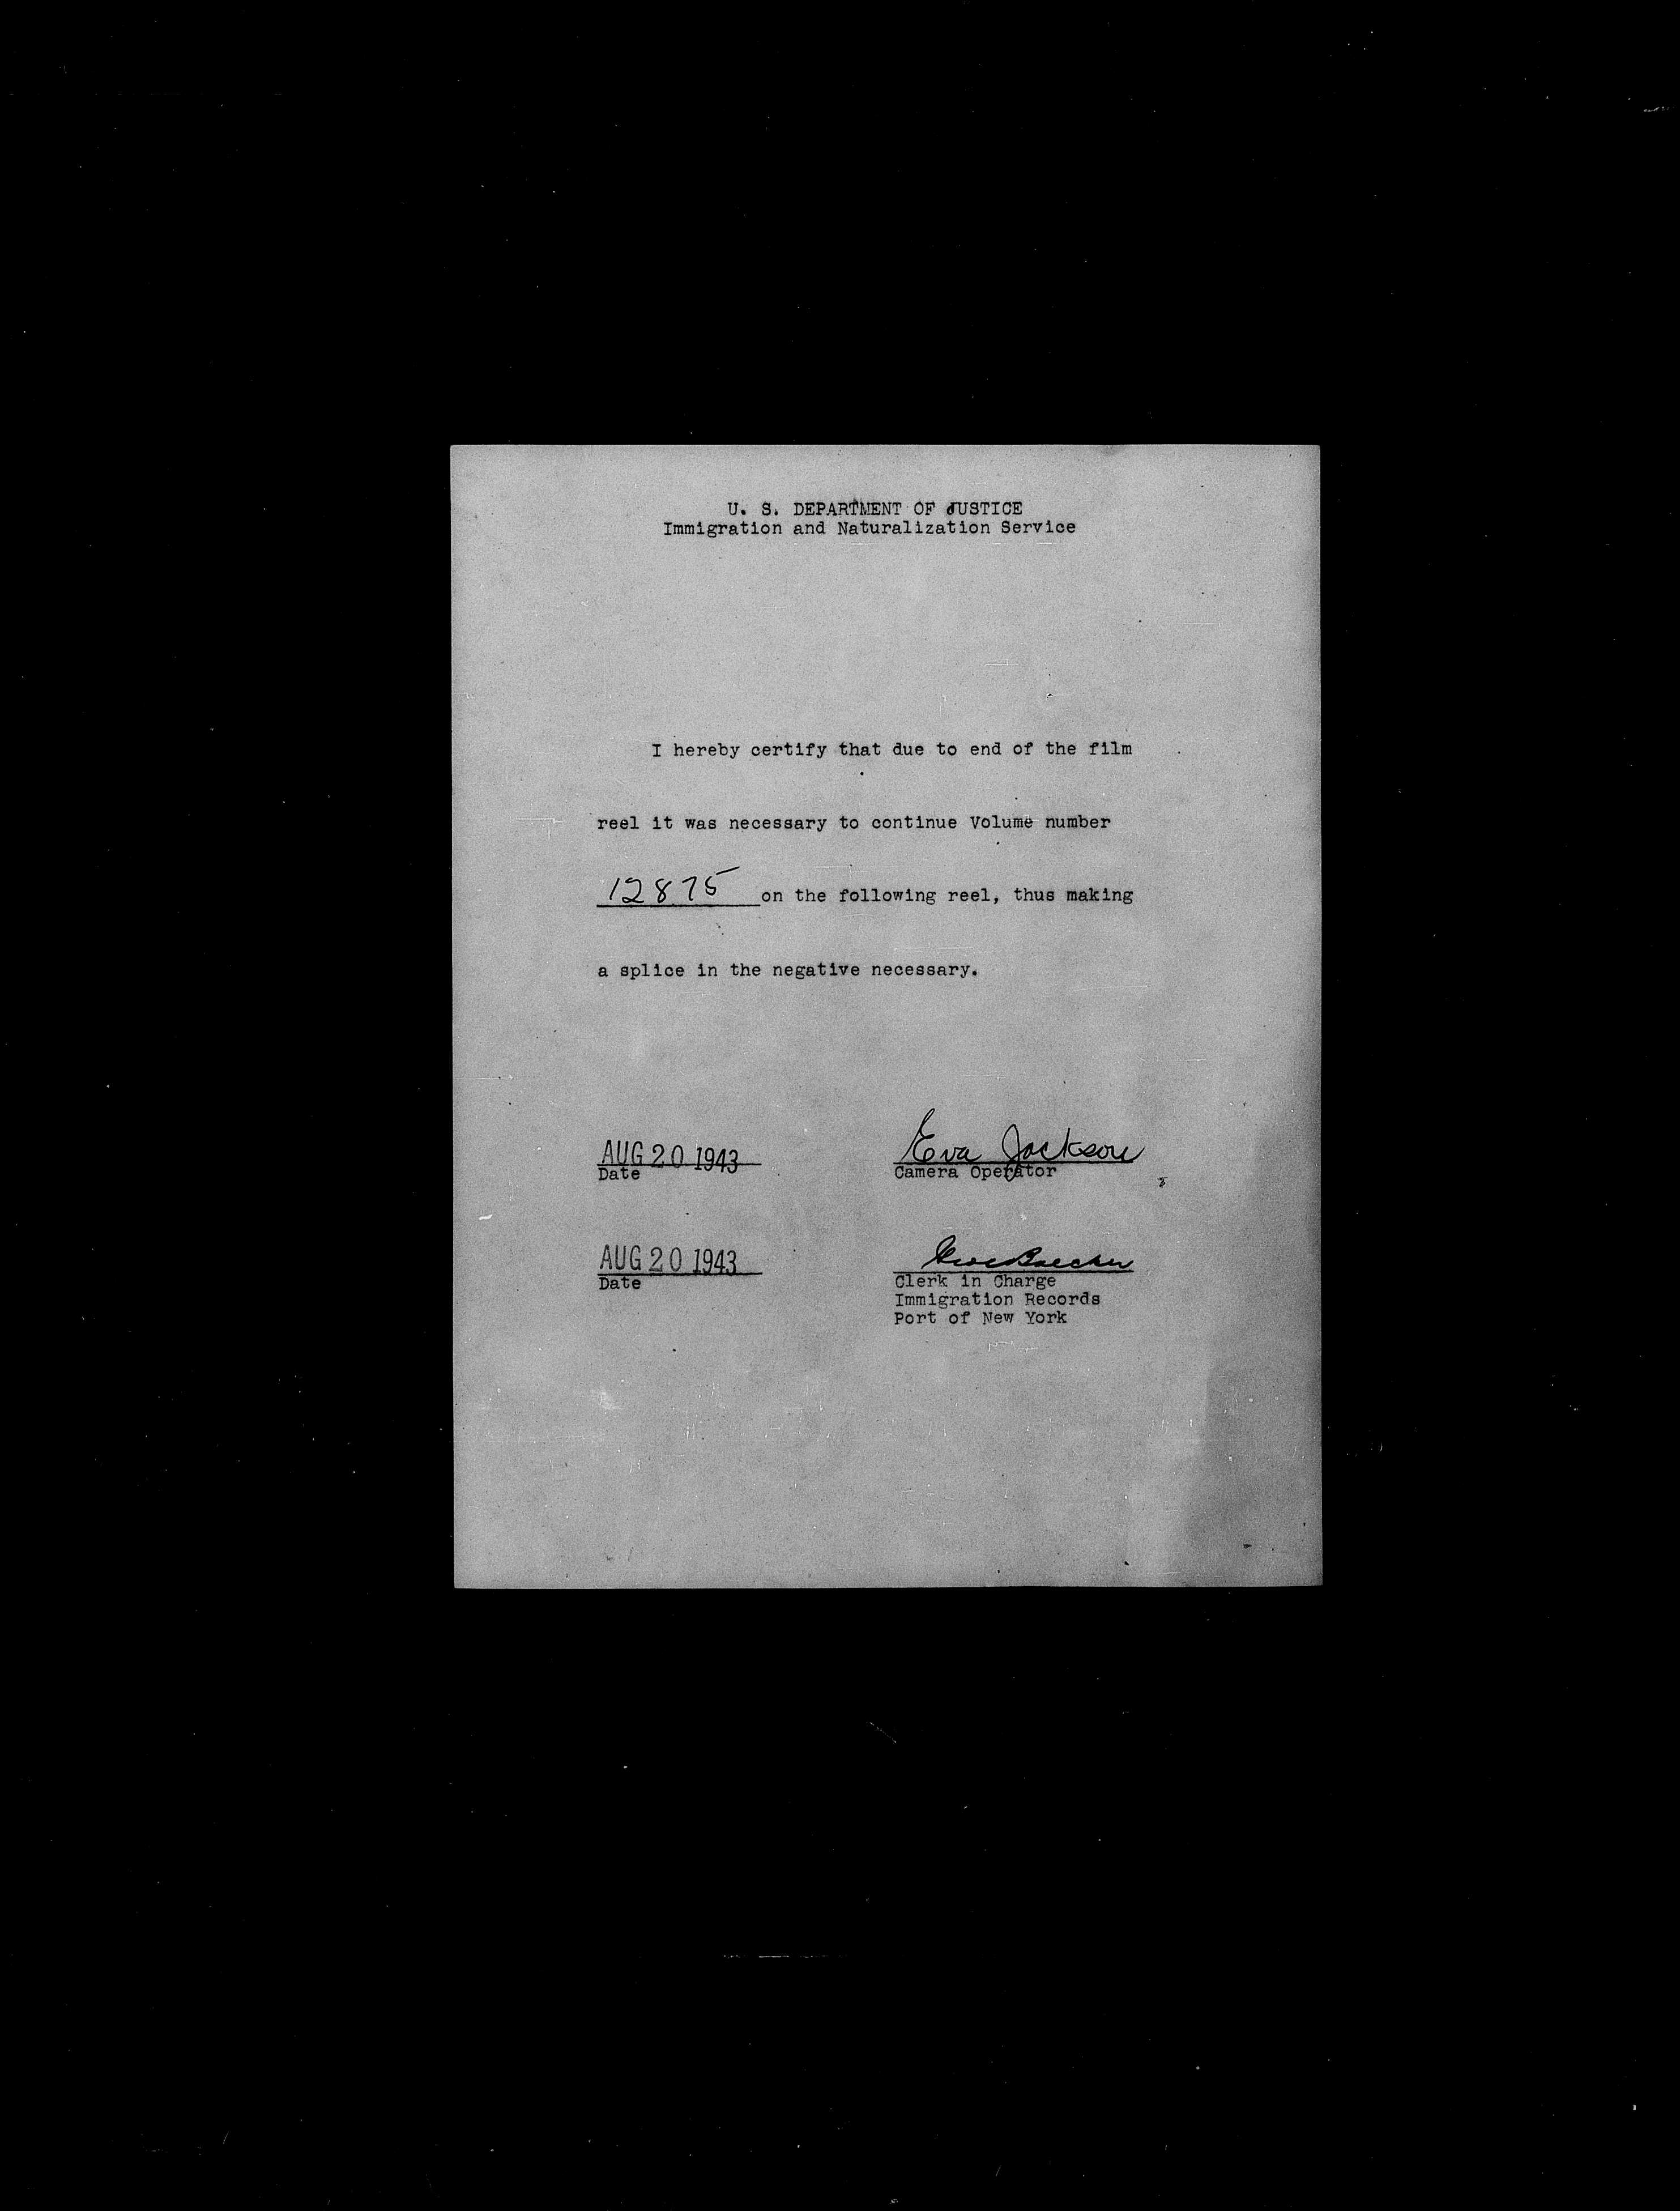 U. S. DEPARTMENT OF JUSTICE
Immigration and Naturalization Service
I hereby certify that due to end of the film
reel it was necessary to continue Volume number
12875 on the following reel, thus making
a splice in the negative necessary.
AUG 20 1943 Eva Jackson
Date Camera Operator
AUG 20 1943
Date Clerk in Charge
Immigration Records
Port of New York